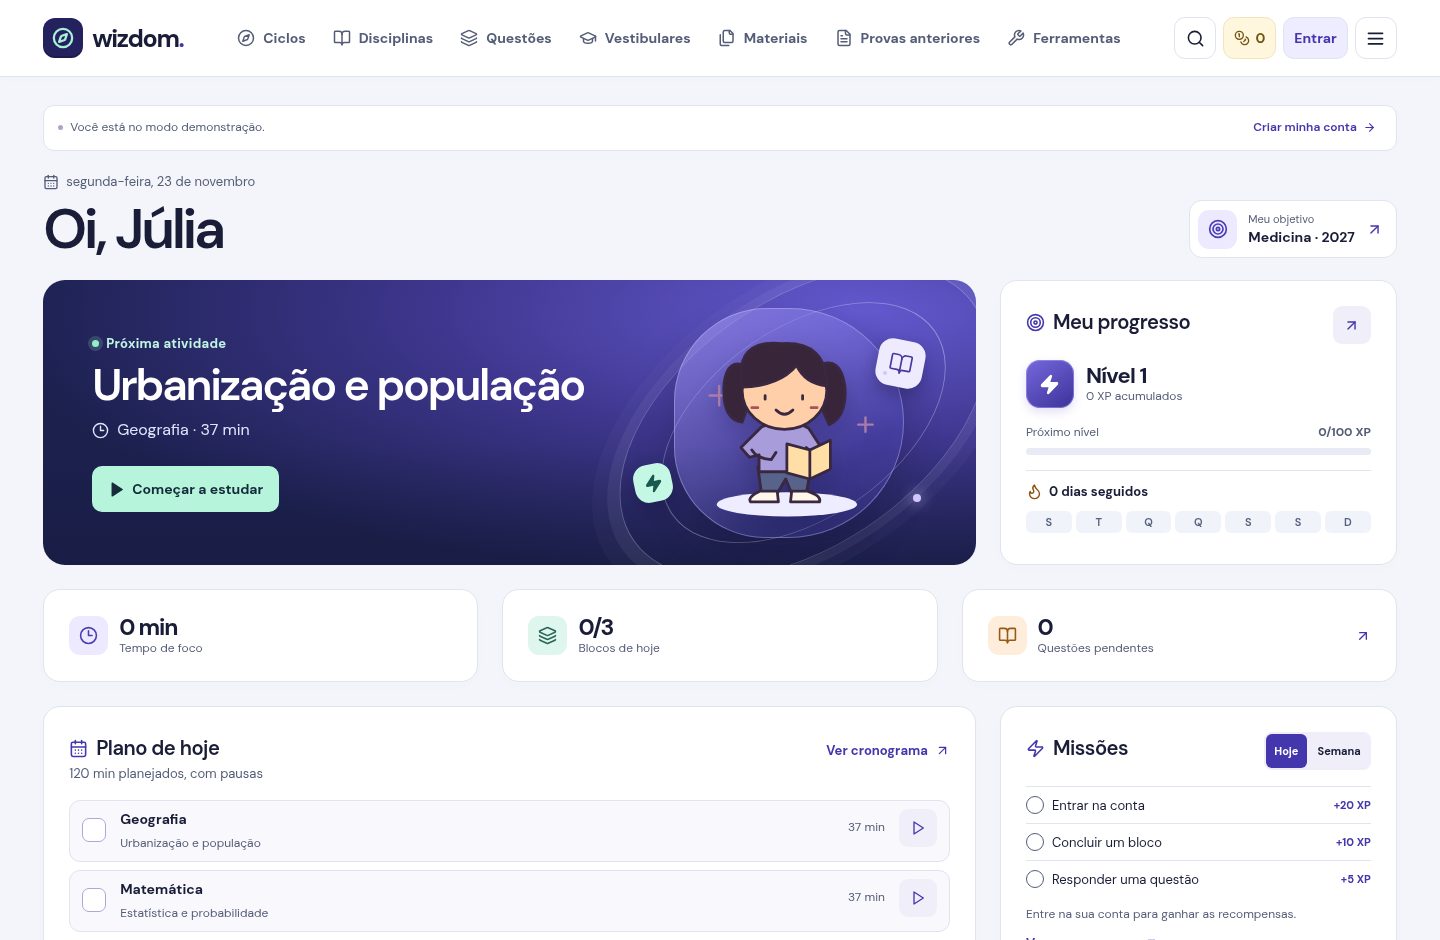 wizdom.
Ciclos
Disciplinas
Questões
Vestibulares
Materiais
Provas anteriores
Ferramentas
0
Entrar
Você está no modo demonstração.
Criar minha conta
segunda-feira, 23 de novembro
Oi, Júlia
Meu objetivo
Medicina · 2027
Próxima atividade
Urbanização e população
Geografia · 37 min
Começar a estudar
Meu progresso
Nível 1
0 XP acumulados
Próximo nível
0/100 XP
0 dias seguidos
S T Q Q S S D
0 min
Tempo de foco
0/3
Blocos de hoje
0
Questões pendentes
Plano de hoje
Ver cronograma
120 min planejados, com pausas
Geografia
Urbanização e população
37 min
Matemática
Estatística e probabilidade
37 min
Missões
Hoje
Semana
Entrar na conta
+20 XP
Concluir um bloco
+10 XP
Responder uma questão
+5 XP
Entre na sua conta para ganhar as recompensas.